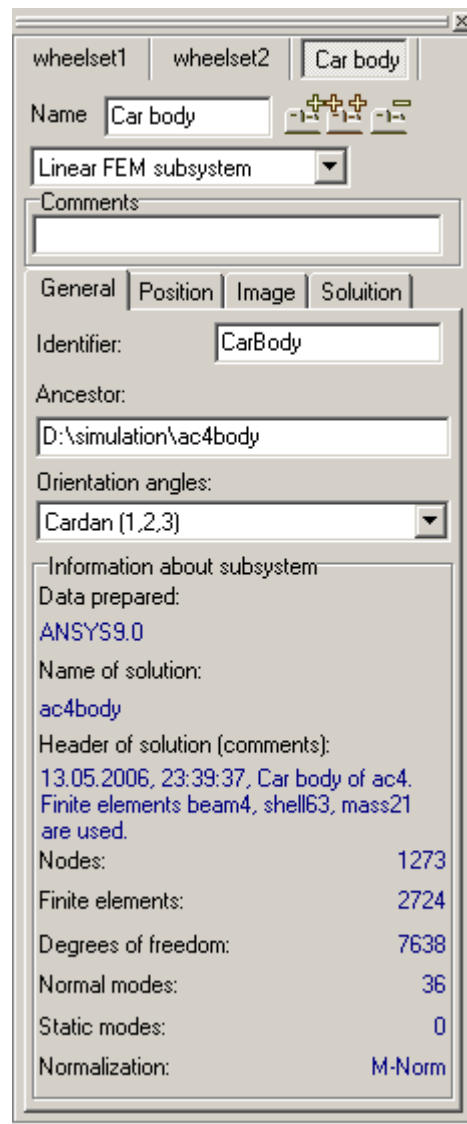 wheelset1 wheelset2 Car body
Name Car body
Linear FEM subsystem
Comments
General Position Image Soluition
Identifier: CarBody
Ancestor:
D:\simulation\ac4body
Orientation angles:
Cardan (1,2,3)
Information about subsystem
Data prepared:
ANSYS9.0
Name of solution:
ac4body
Header of solution (comments):
13.05.2006, 23:39:37, Car body of ac4.
Finite elements beam4, shell63, mass21
are used.
Nodes: 1273
Finite elements: 2724
Degrees of freedom: 7638
Normal modes: 36
Static modes: 0
Normalization: M-Norm